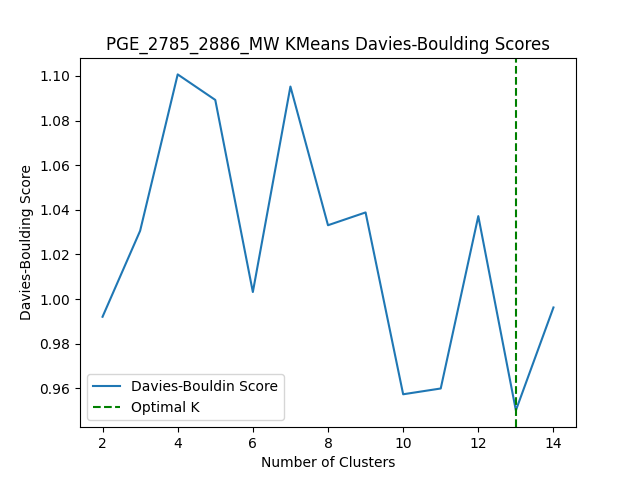 PGE_2785_2886_MW KMeans Davies-Boulding Scores
Davies-Boulding Score
1.10
1.08
1.06
1.04
1.02
1.00
0.98
0.96
Davies-Bouldin Score
Optimal K
2 4 6 8 10 12 14
Number of Clusters